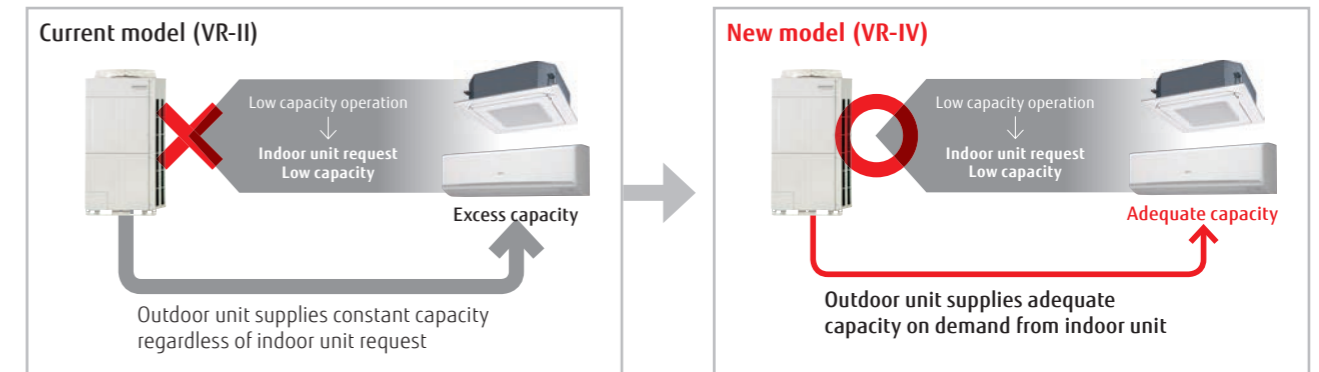 Current model (VR-II)
Low capacity operation
↓
Indoor unit request
Low capacity
Excess capacity
Outdoor unit supplies constant capacity
regardless of indoor unit request
New model (VR-IV)
Low capacity operation
↓
Indoor unit request
Low capacity
Adequate capacity
Outdoor unit supplies adequate
capacity on demand from indoor unit